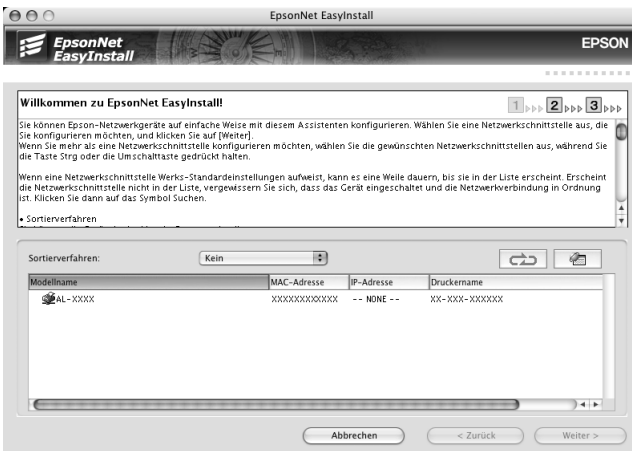 EpsonNet EasyInstall
EpsonNet
EasyInstall
EPSON
Willkommen zu EpsonNet EasyInstall!
1 2 3
Sie können Epson-Netzwerkgeräte auf einfache Weise mit diesem Assistenten konfigurieren. Wählen Sie eine Netzwerkschnittstelle aus, die
Sie konfigurieren möchten, und klicken Sie auf [Weiter].
Wenn Sie mehr als eine Netzwerkschnittstelle konfigurieren möchten, wählen Sie die gewünschten Netzwerkschnittstellen aus, während Sie
die Taste Strg oder die Umschalttaste gedrückt halten.
Wenn eine Netzwerkschnittstelle Werks-Standardeinstellungen aufweist, kann es eine Weile dauern, bis sie in der Liste erscheint. Erscheint
die Netzwerkschnittstelle nicht in der Liste, vergewissern Sie sich, dass das Gerät eingeschaltet und die Netzwerkverbindung in Ordnung
ist. Klicken Sie dann auf das Symbol Suchen.
• Sortierverfahren
Sortierverfahren: Kein
Modellname MAC-Adresse IP-Adresse Druckername
AL-XXXX XXXXXXXXXXXX -- NONE -- XX-XXX-XXXXXX
Abbrechen < Zurück Weiter >